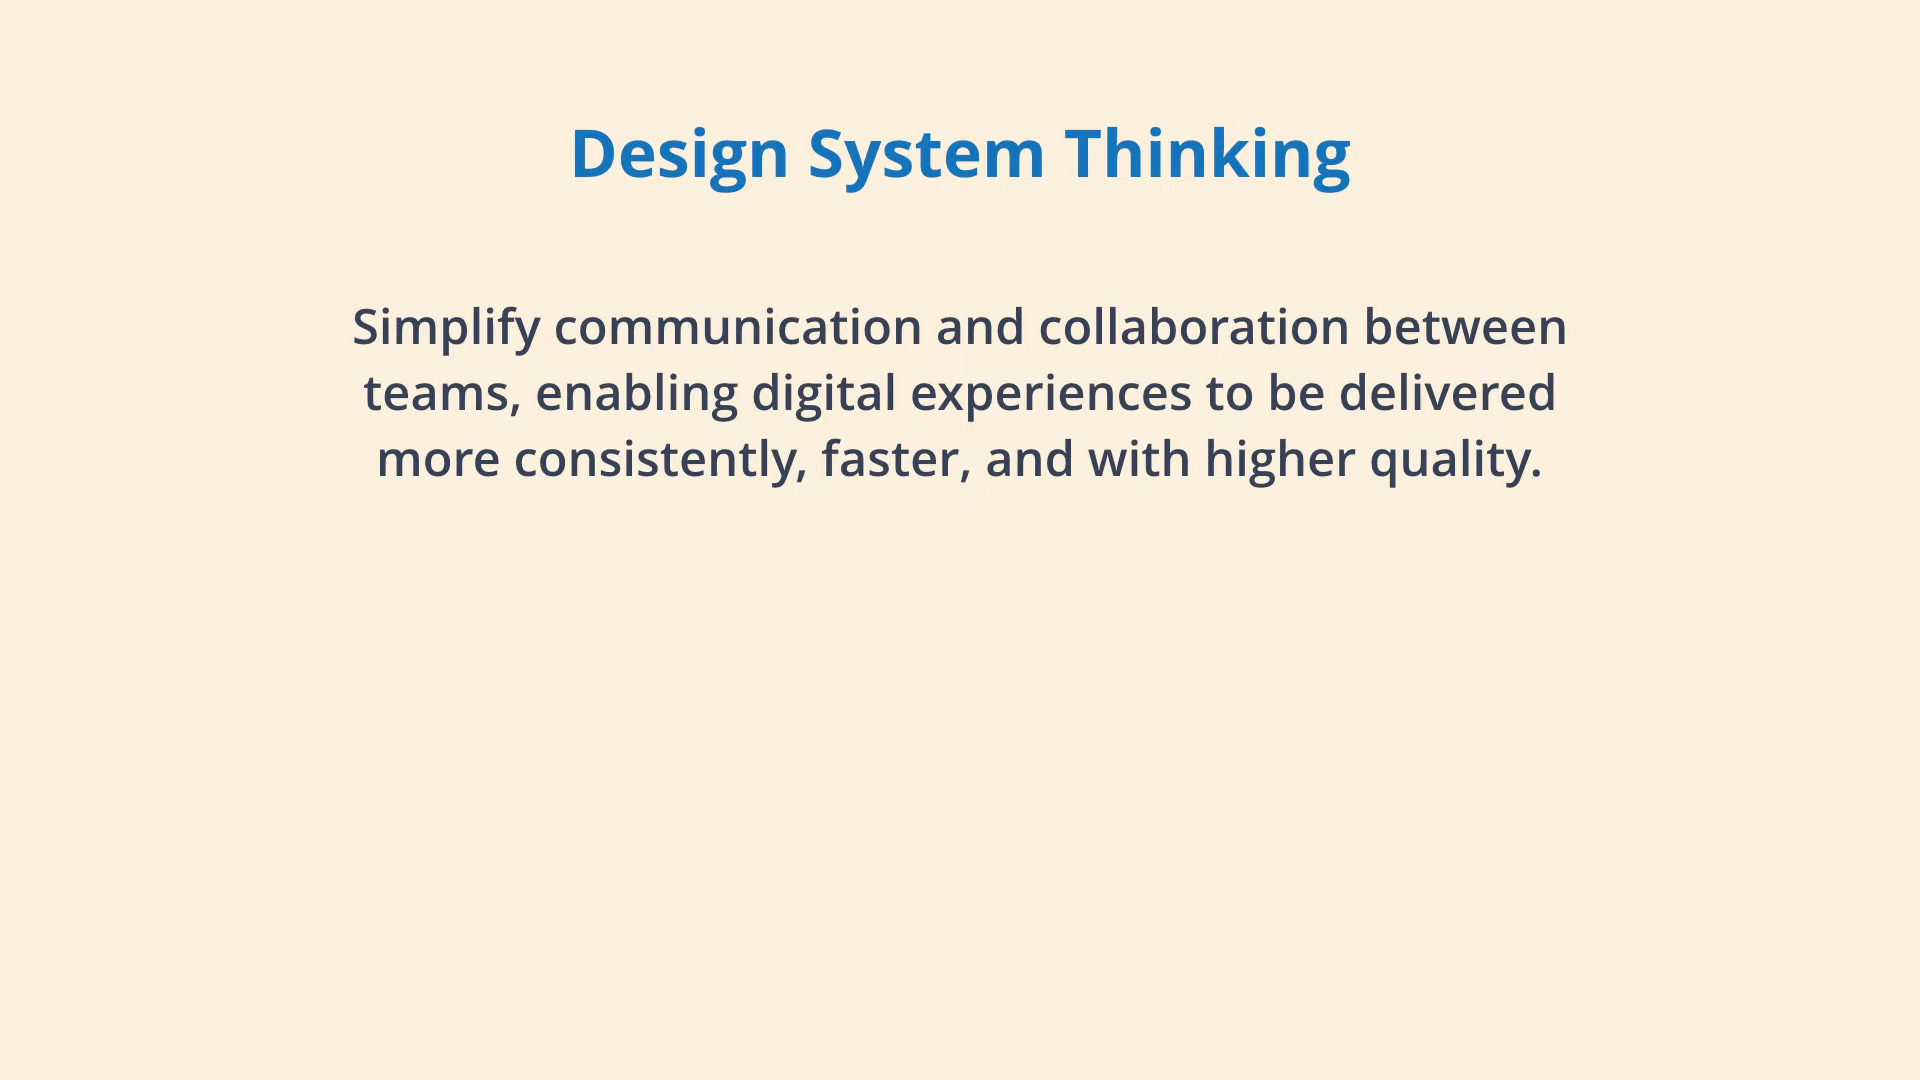 Design System Thinking
Simplify communication and collaboration between
teams, enabling digital experiences to be delivered
more consistently, faster, and with higher quality.